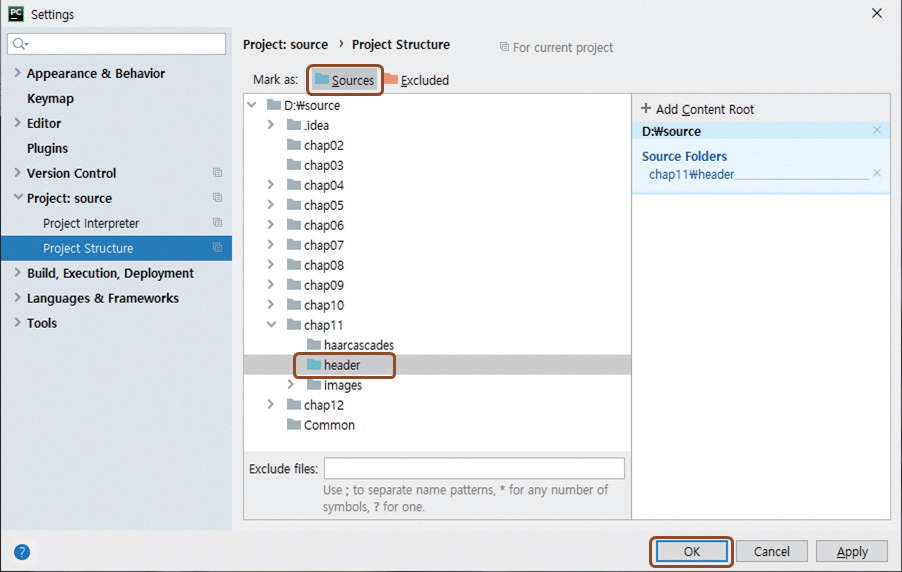 PC
Settings
Appearance & Behavior
Keymap
Editor
Plugins
Version Control
Project: source
Project Interpreter
Project Structure
Build, Execution, Deployment
Languages & Frameworks
Tools
Project: source › Project Structure
For current project
Mark as: Sources Excluded
D:₩source
.idea
chap02
chap03
chap04
chap05
chap06
chap07
chap08
chap09
chap10
chap11
haarcascades
header
images
chap12
Common
Exclude files:
Use ; to separate name patterns, * for any number of
symbols, ? for one.
+ Add Content Root
D:₩source
Source Folders
chap11₩header
?
OK
Cancel
Apply